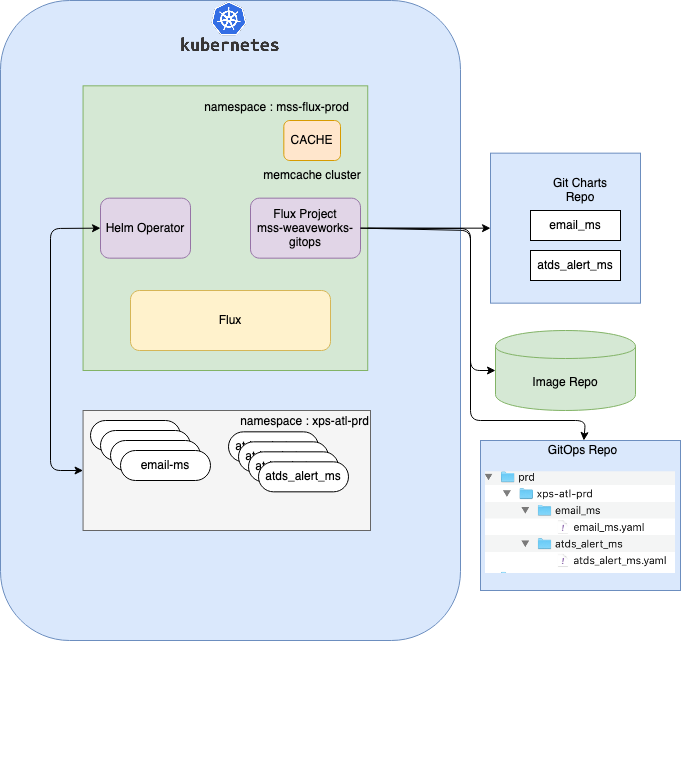 kubernetes
namespace : mss-flux-prod
CACHE
memcache cluster
Helm Operator
Flux Project
mss-weaveworks-
gitops
Flux
namespace : xps-atl-prd
email-ms
atds_alert_ms
Git Charts
Repo
email_ms
atds_alert_ms
Image Repo
GitOps Repo
prd
xps-atl-prd
email_ms
email_ms.yaml
atds_alert_ms
atds_alert_ms.yaml